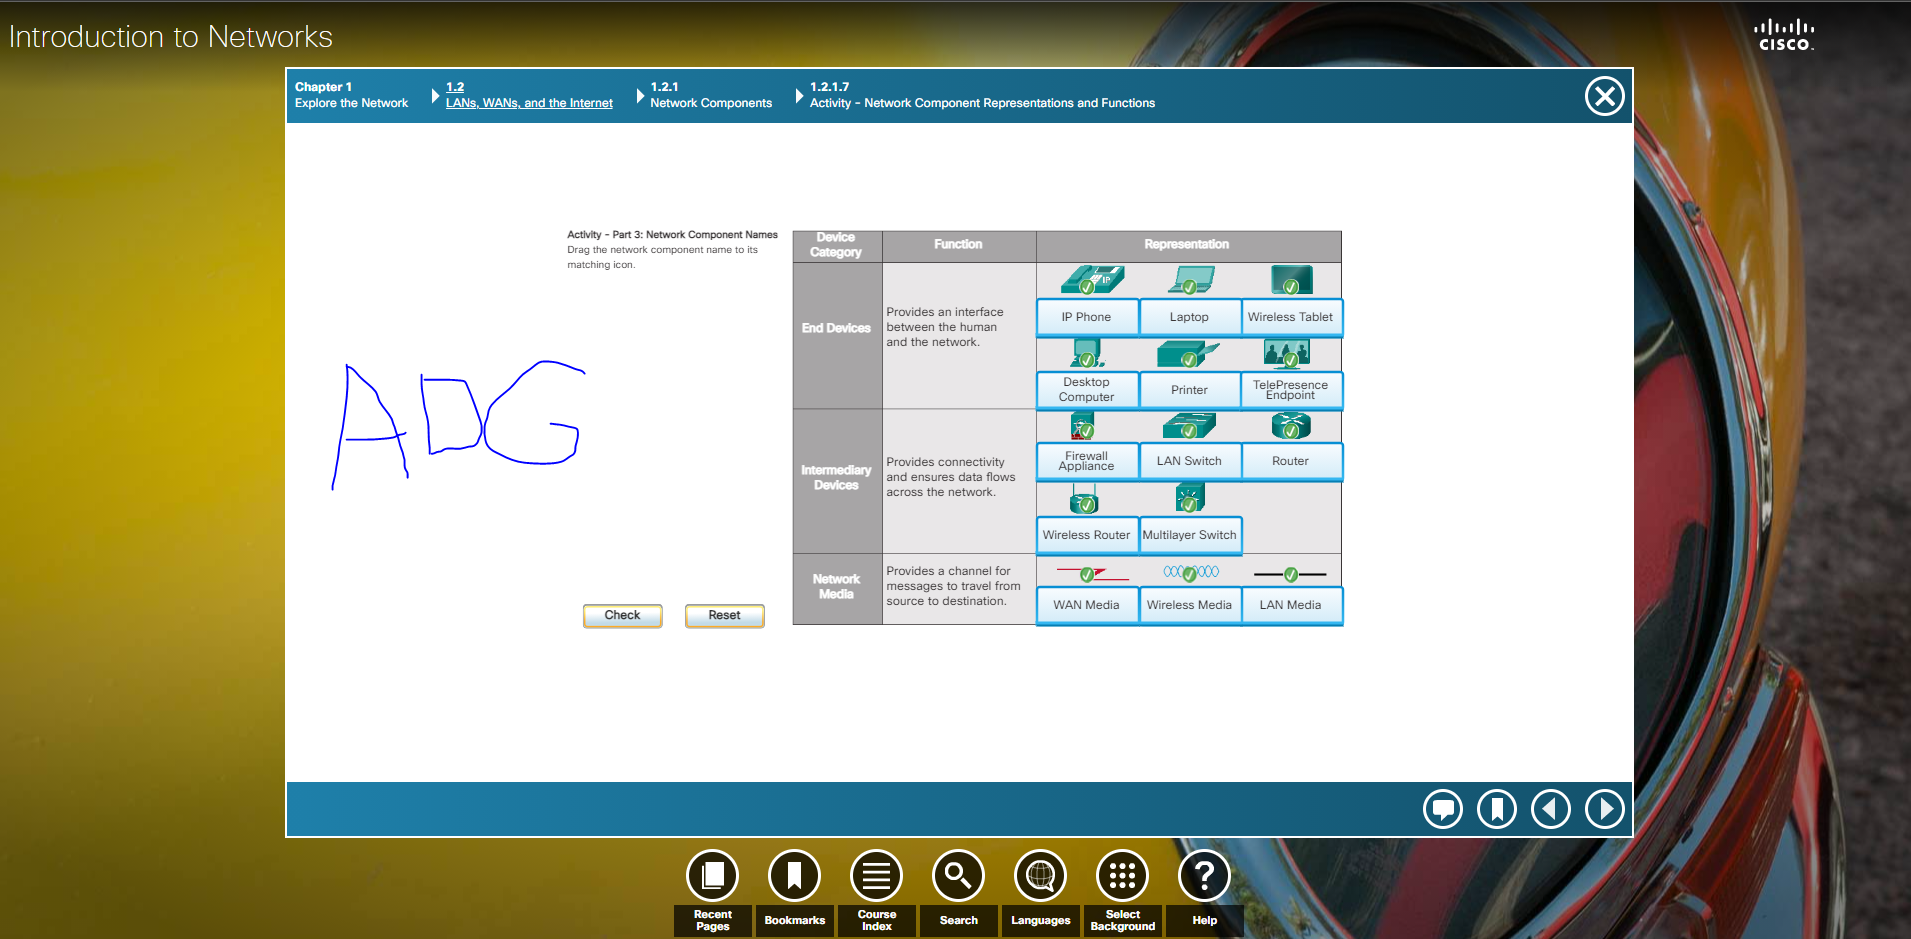 Introduction to Networks
CISCO
Chapter 1
Explore the Network
1.2
LANs, WANs, and the Internet
1.2.1
Network Components
1.2.1.7
Activity - Network Component Representations and Functions
Activity - Part 3: Network Component Names
Drag the network component name to its
matching icon.
Device
Category
Function
Representation
End Devices
Provides an interface
between the human
and the network.
IP
IP Phone
Laptop
Wireless Tablet
Desktop
Computer
Printer
TelePresence
Endpoint
Intermediary
Devices
Provides connectivity
and ensures data flows
across the network.
Firewall
Appliance
LAN Switch
Router
Wireless Router
Multilayer Switch
Network
Media
Provides a channel for
messages to travel from
source to destination.
WAN Media
Wireless Media
LAN Media
ADG
Check
Reset
Recent
Pages
Bookmarks
Course
Index
Search
Languages
Select
Background
?
Help